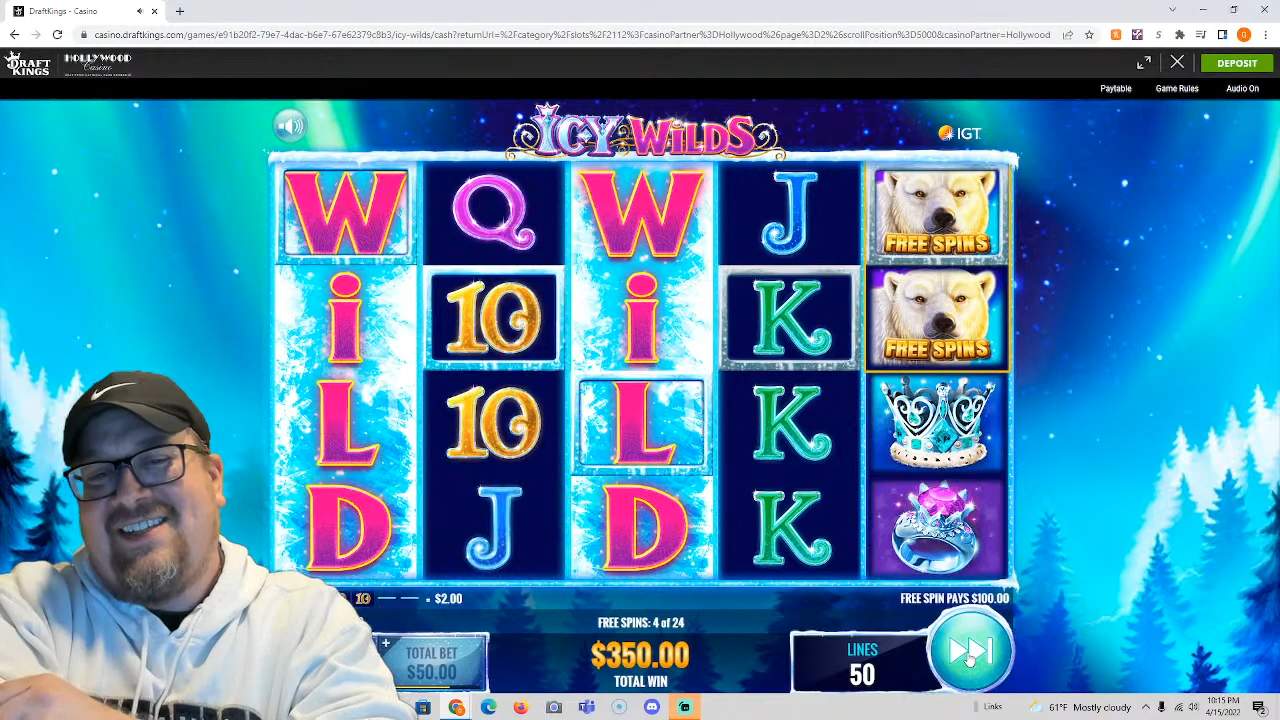 DraftKings - Casino
casino.draftkings.com/games/e91b20f2-79e7-4dac-b6e7-67e62379c8b3/icy-wilds/cash?returnUrl=%2Fcategory%2Fslots%2F2112%3FcasinoPartner%3DHollywood%26page%3D2%26scrollPosition%3D5000&casinoPartner=Hollywood
DRAFT KINGS
HOLLYWOOD Casino
DEPOSIT
Paytable Game Rules Audio On
ICY WILDS
IGT
W Q W J FREE SPINS
i 10 i K FREE SPINS
L 10 L K
D J D K
10 = $2.00
FREE SPIN PAYS $100.00
FREE SPINS: 4 of 24
+
TOTAL BET
$50.00
$350.00
TOTAL WIN
LINES
50
Links
61°F Mostly cloudy
10:15 PM
4/15/2022